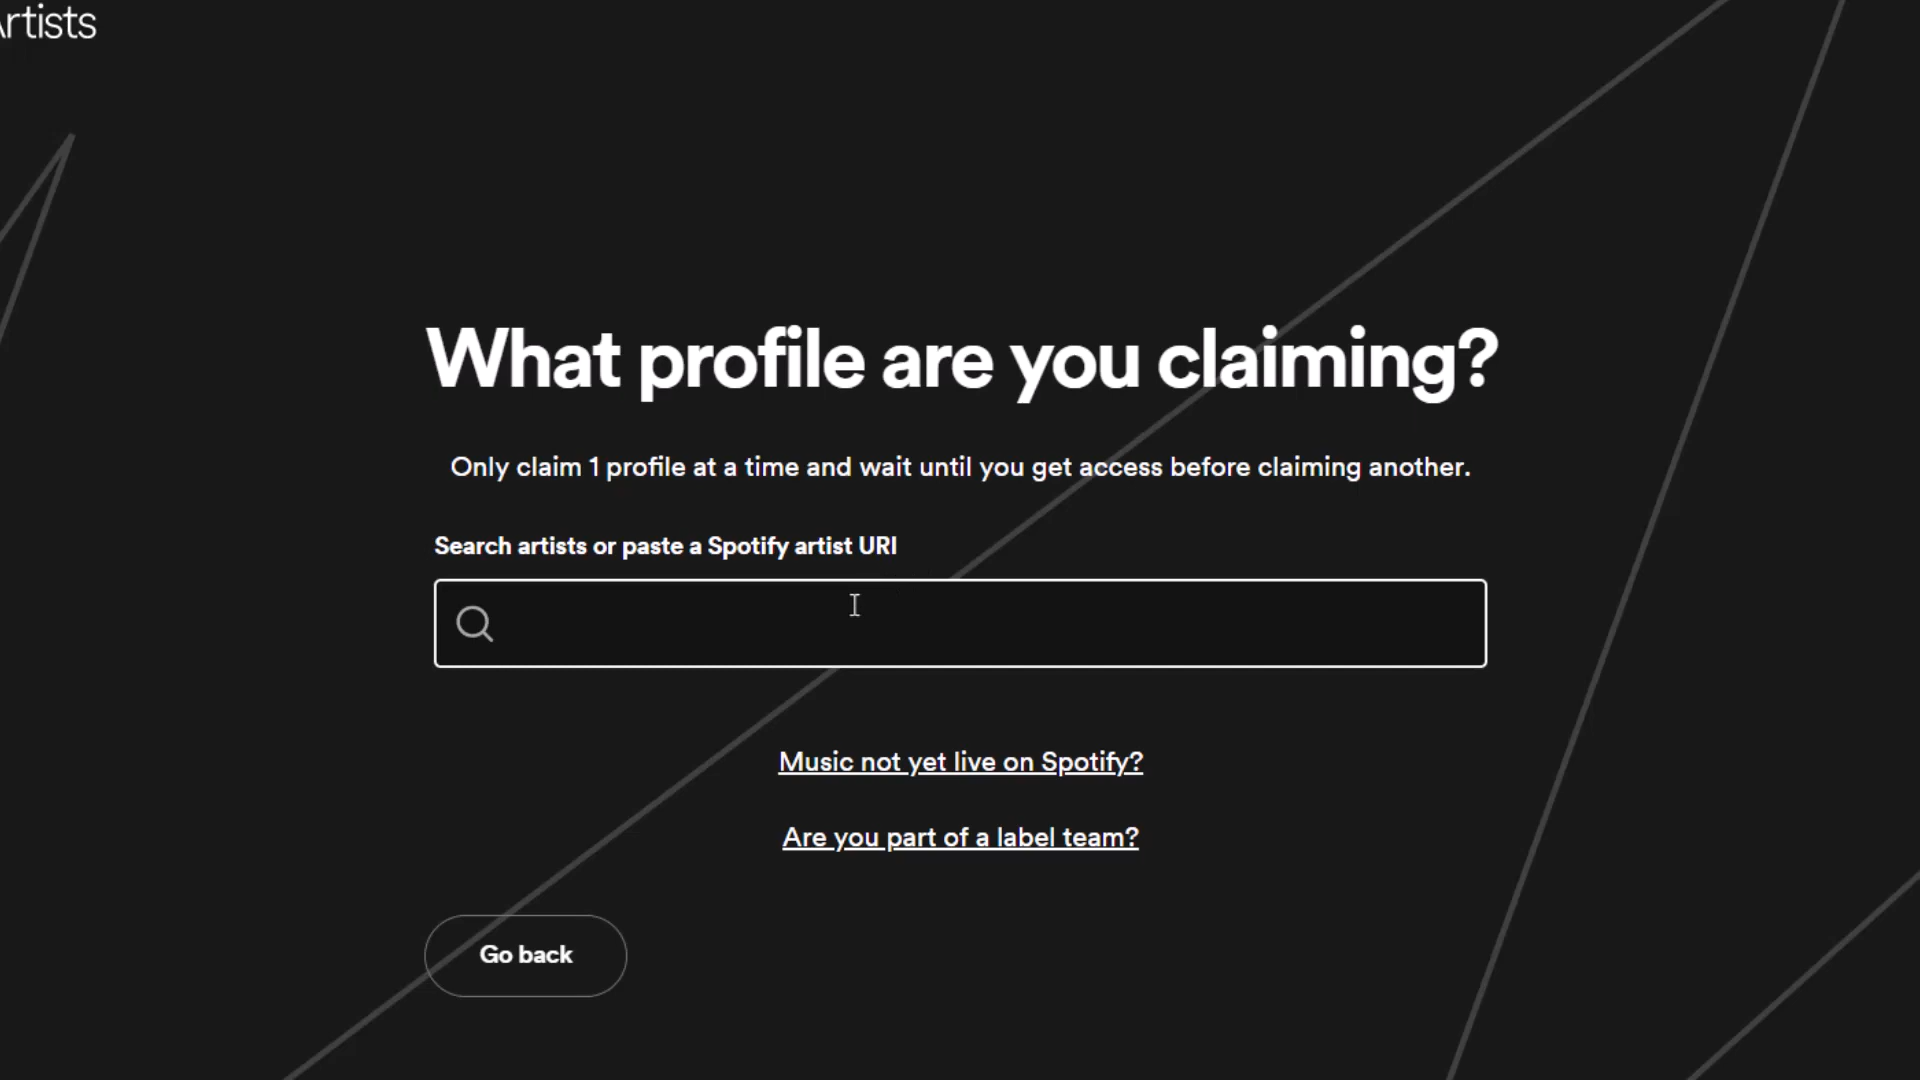 Artists
What profile are you claiming?
Only claim 1 profile at a time and wait until you get access before claiming another.
Search artists or paste a Spotify artist URI
Music not yet live on Spotify?
Are you part of a label team?
Go back